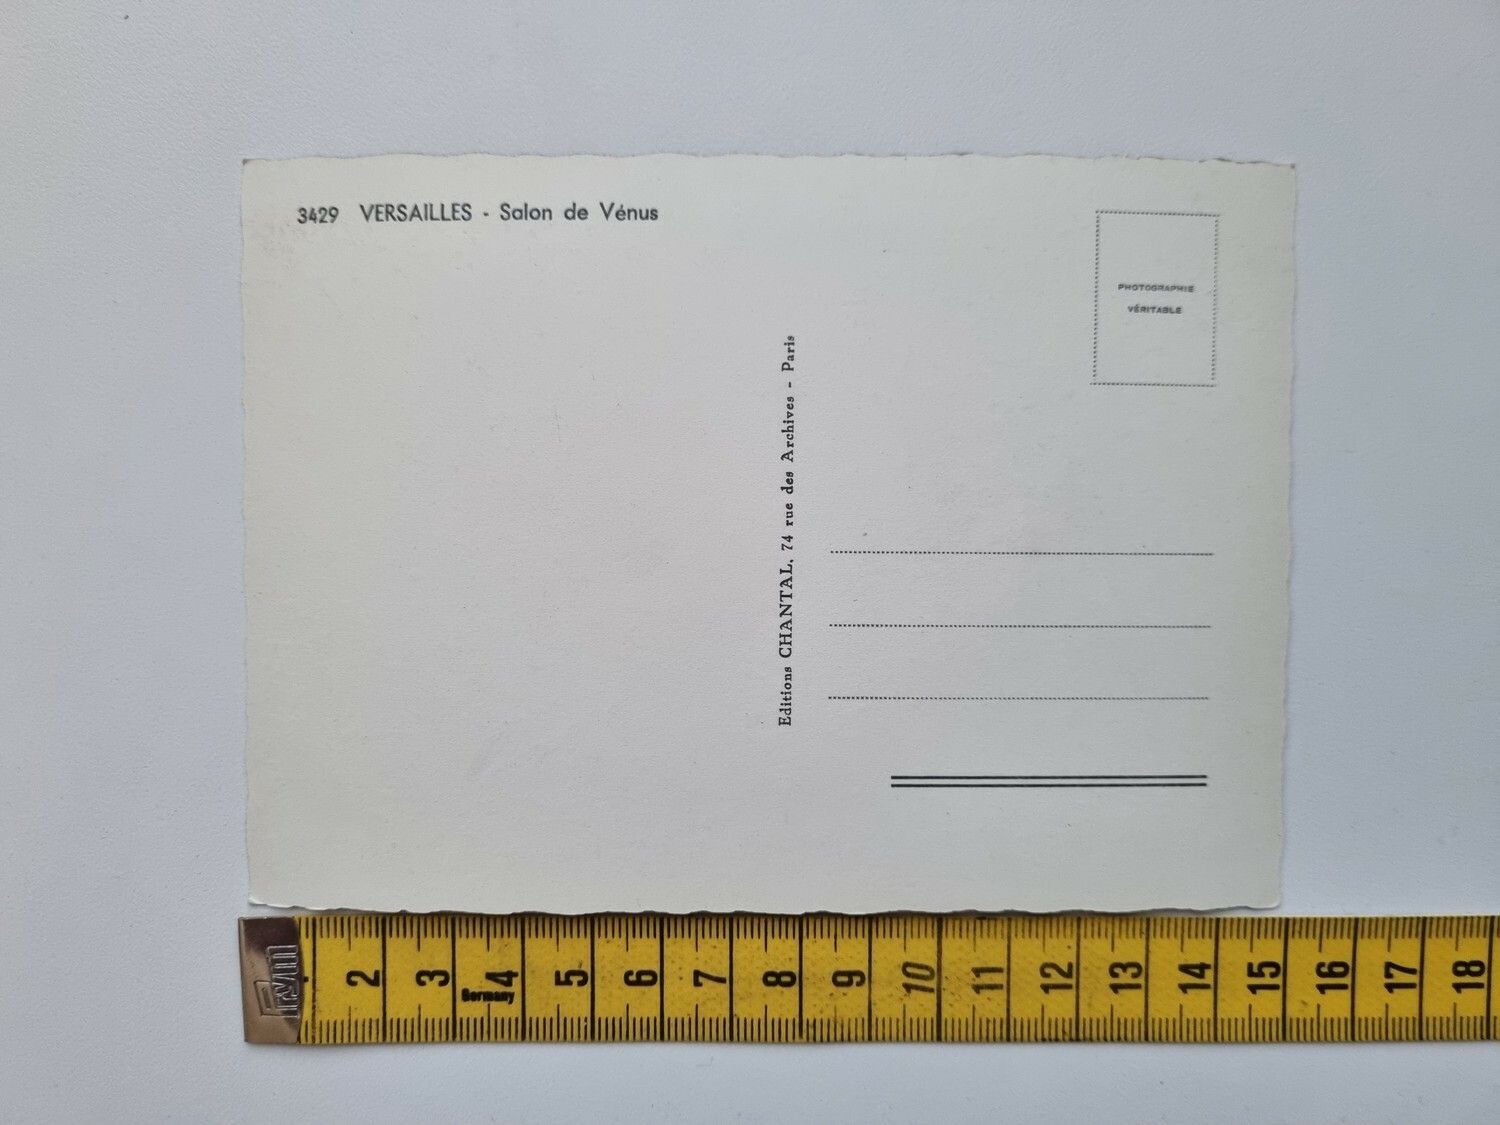 3429 VERSAILLES - Salon de Vénus
PHOTOGRAPHIE
VÉRITABLE
Editions CHANTAL, 74 rue des Archives - Paris
Prym
2 3 4 5 6 7 8 9 10 11 12 13 14 15 16 17 18
Germany